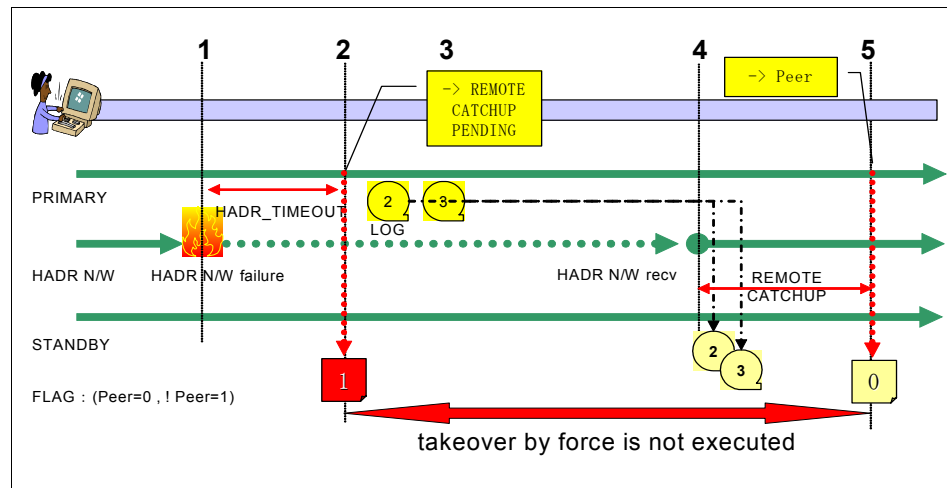 1
2
3
4
5
-> REMOTE
CATCHUP
PENDING
-> Peer
PRIMARY
HADR_TIMEOUT
2
3
LOG
HADR N/W
HADR N/W failure
HADR N/W recv
REMOTE
CATCHUP
STANDBY
2
3
FLAG : (Peer=0 , ! Peer=1)
1
0
takeover by force is not executed